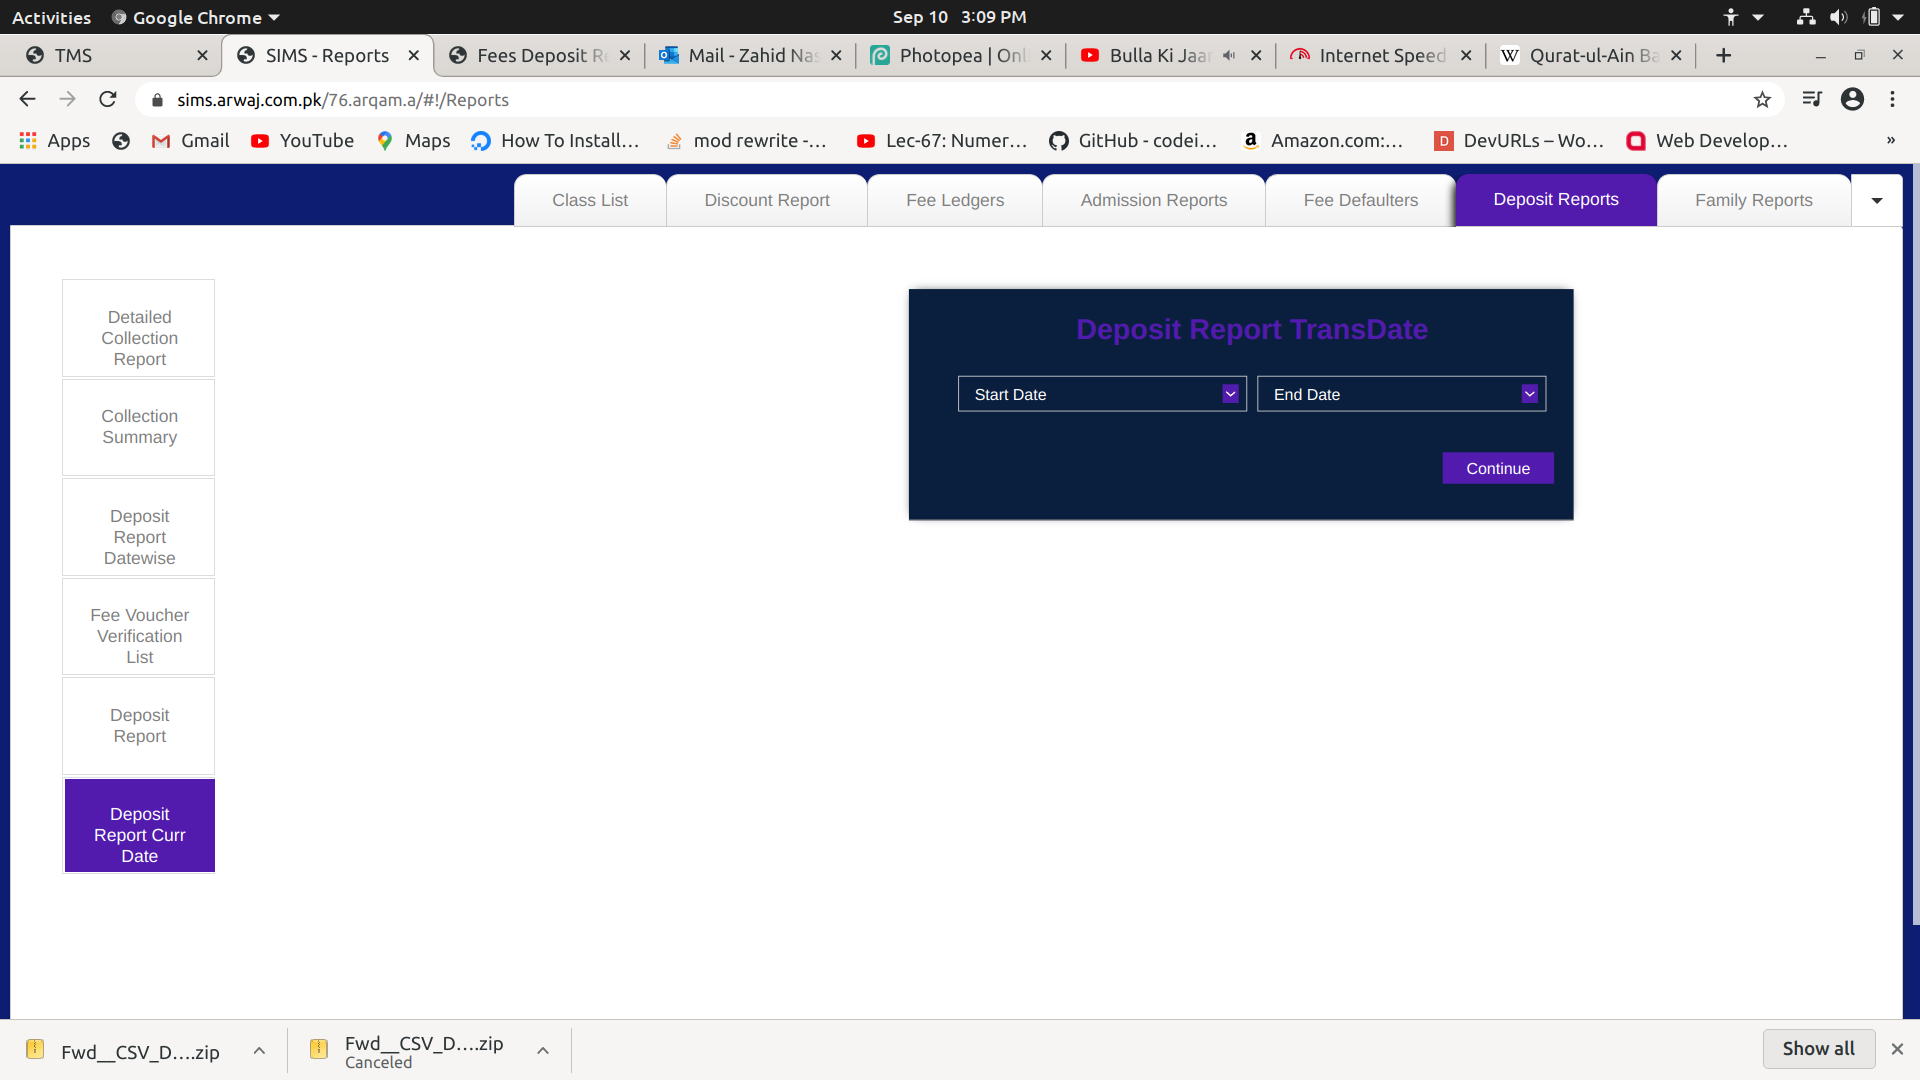 Activities Google Chrome Sep 10 3:09 PM
TMS SIMS - Reports Fees Deposit Re Mail - Zahid Nas Photopea | Onli Bulla Ki Jaar Internet Speed W Qurat-ul-Ain Ba
sims.arwaj.com.pk/76.arqam.a/#!/Reports
Apps Gmail YouTube Maps How To Install… mod rewrite -… Lec-67: Numer… GitHub - codei… a Amazon.com:… D DevURLs – Wo… Web Develop… »
Class List Discount Report Fee Ledgers Admission Reports Fee Defaulters Deposit Reports Family Reports
Detailed
Collection
Report
Collection
Summary
Deposit
Report
Datewise
Fee Voucher
Verification
List
Deposit
Report
Deposit
Report Curr
Date
Deposit Report TransDate
Start Date End Date
Continue
Fwd__CSV_D….zip
Fwd__CSV_D….zip
Canceled
Show all